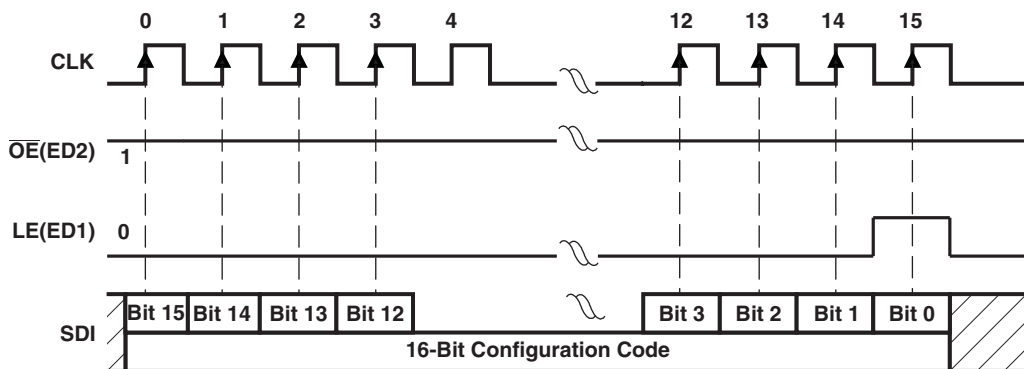 0 1 2 3 4 12 13 14 15
CLK
OE(ED2) 1
LE(ED1) 0
SDI Bit 15 Bit 14 Bit 13 Bit 12 Bit 3 Bit 2 Bit 1 Bit 0
16-Bit Configuration Code